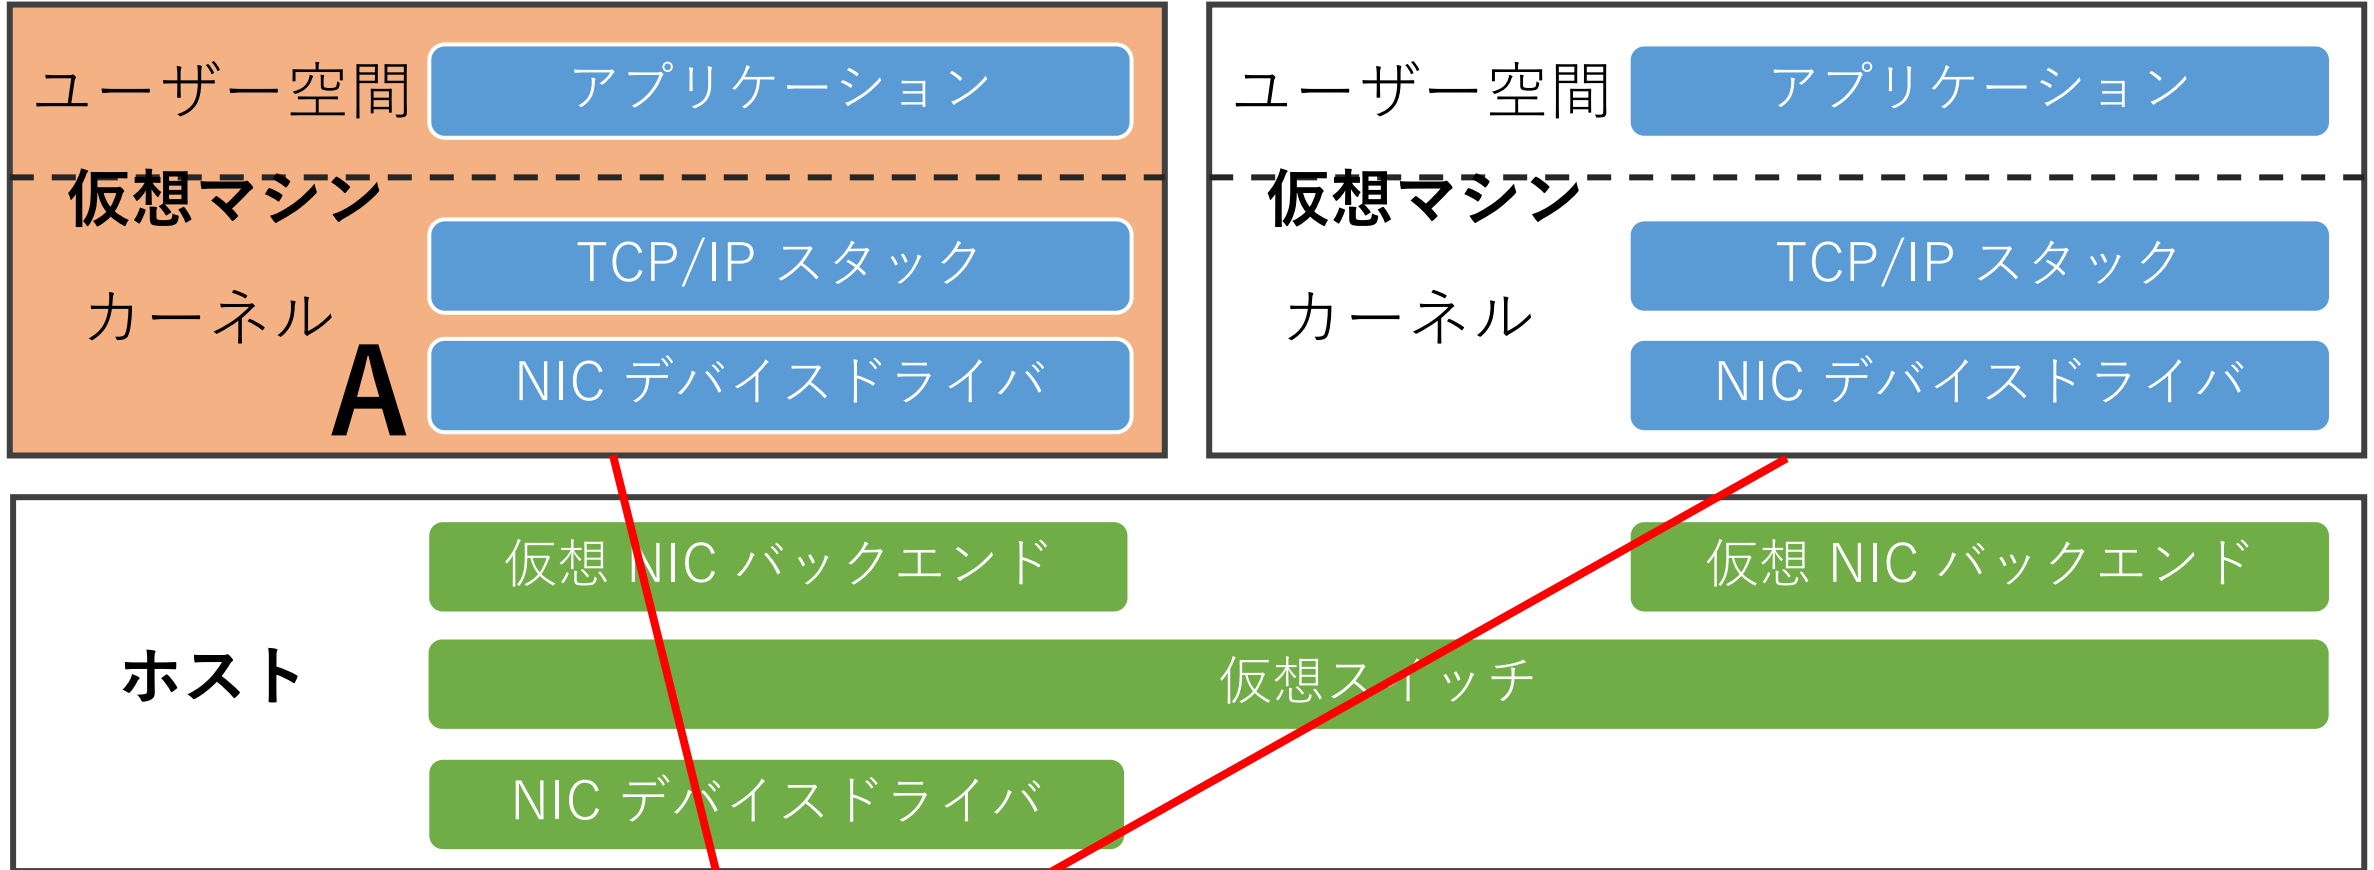 ユーザー空間
アプリケーション
仮想マシン
TCP/IP スタック
カーネル
A
NIC デバイスドライバ
ユーザー空間
アプリケーション
仮想マシン
TCP/IP スタック
カーネル
NIC デバイスドライバ
仮想 NIC バックエンド
仮想 NIC バックエンド
ホスト
仮想スイッチ
NIC デバイスドライバ